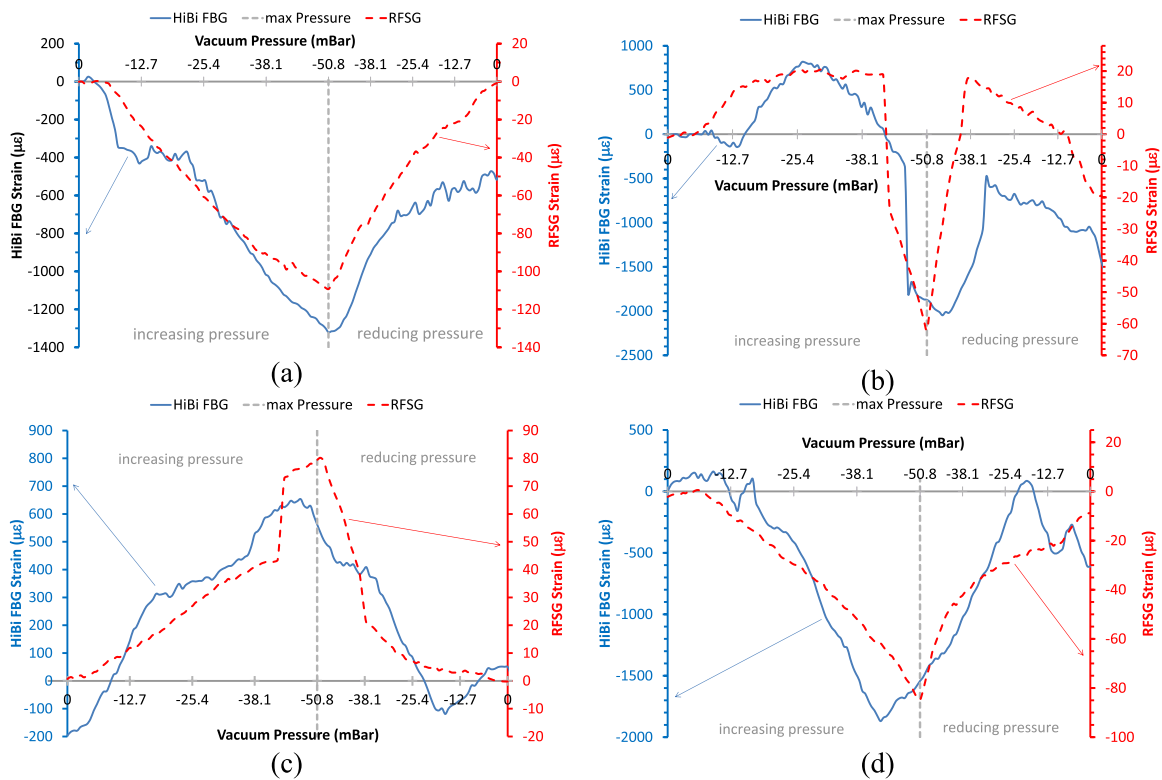 HiBi FBG max Pressure RFSG
Vacuum Pressure (mBar)
200 20
0 -12.7 -25.4 -38.1 -50.8 -38.1 -25.4 -12.7 0
0 0
-200 -20
-400 -40
-600 -60
-800 -80
-1000 -100
-1200 -120
-1400 -140
HiBi FBG Strain (με)
RFSG Strain (με)
increasing pressure reducing pressure
(a)
HiBi FBG max Pressure RFSG
1000
500
0
-500
-1000
-1500
-2000
-2500
HiBi FBG Strain (με)
0 -12.7 -25.4 -38.1 -50.8 -38.1 -25.4 -12.7 0
Vacuum Pressure (mBar)
20
10
0
-10
-20
-30
-40
-50
-60
-70
RFSG Strain (με)
increasing pressure reducing pressure
(b)
HiBi FBG max Pressure RFSG
900 90
800 80
700 70
600 60
500 50
400 40
300 30
200 20
100 10
0 0
-100 -10
-200 -20
HiBi FBG Strain (με)
RFSG Strain (με)
increasing pressure reducing pressure
0 -12.7 -25.4 -38.1 -50.8 -38.1 -25.4 -12.7 0
Vacuum Pressure (mBar)
(c)
HiBi FBG max Pressure RFSG
Vacuum Pressure (mBar)
0 -12.7 -25.4 -38.1 -50.8 -38.1 -25.4 -12.7 0
500
0
-500
-1000
-1500
-2000
HiBi FBG Strain (με)
25
20
0
-20
-40
-60
-80
-100
RFSG Strain (με)
increasing pressure reducing pressure
(d)